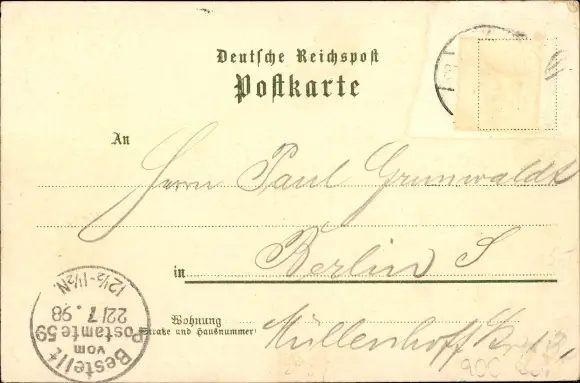 Deutsche Reichspost
Postkarte
An
Herrn Paul Grunwaldt
in Berlin S
Wohnung
(Straße und Hausnummer)
Müllenhoffstr. 13,
Bestellt
vom
Postamte 59
22/7. 98
12½-1½N.